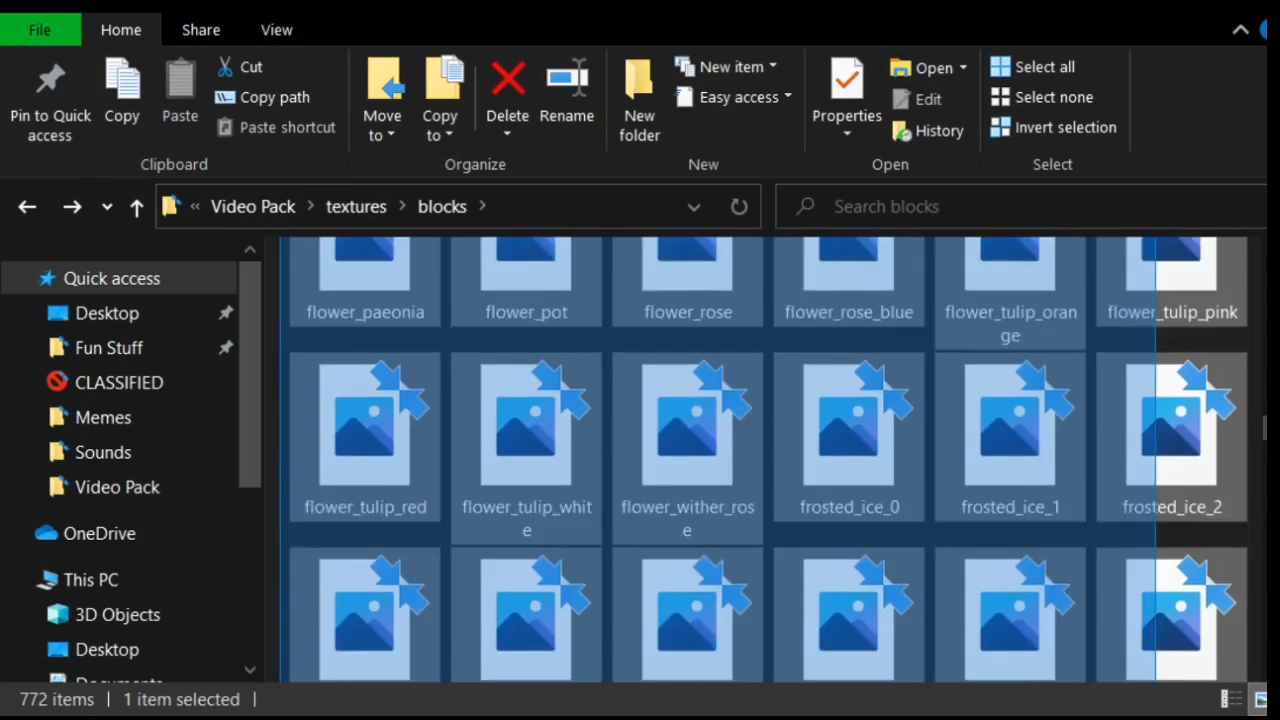 File
Home
Share
View
Pin to Quick
access
Copy
Paste
Cut
Copy path
Paste shortcut
Clipboard
Move
to
Copy
to
Delete
Rename
Organize
New
folder
New item
Easy access
New
Properties
Open
Edit
History
Open
Select all
Select none
Invert selection
Select
« Video Pack > textures > blocks >
Search blocks
Quick access
Desktop
Fun Stuff
CLASSIFIED
Memes
Sounds
Video Pack
OneDrive
This PC
3D Objects
Desktop
Documents
flower_paeonia
flower_pot
flower_rose
flower_rose_blue
flower_tulip_oran
ge
flower_tulip_pink
flower_tulip_red
flower_tulip_whit
e
flower_wither_ros
e
frosted_ice_0
frosted_ice_1
frosted_ice_2
772 items
1 item selected